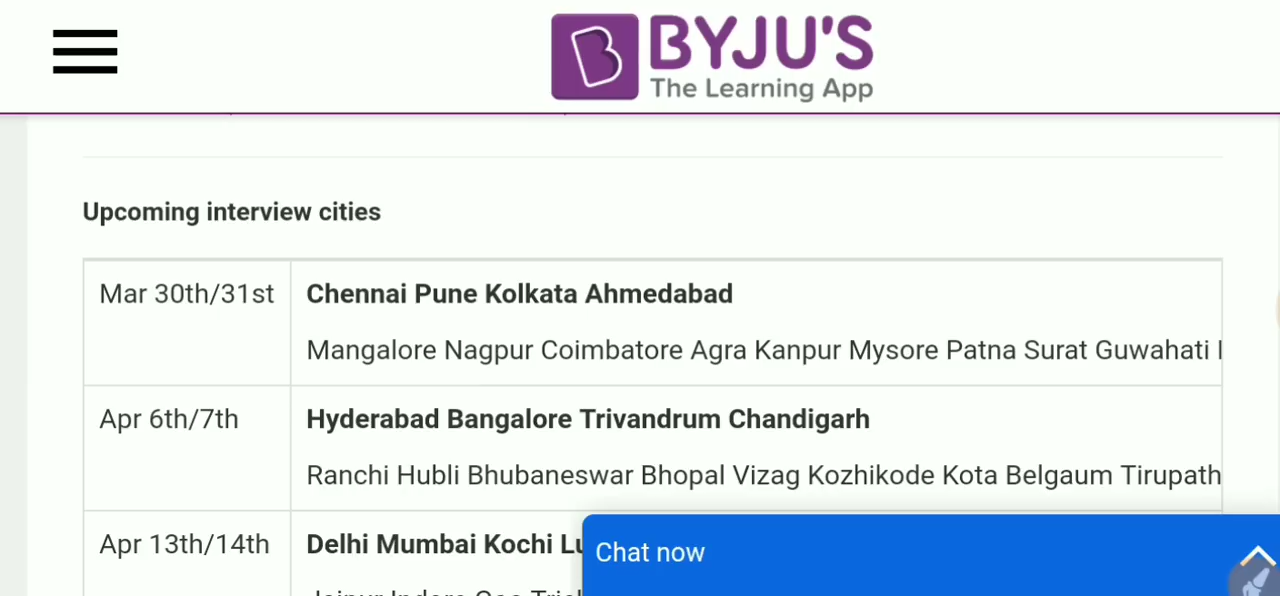 BYJU'S
The Learning App
Upcoming interview cities
Mar 30th/31st
Chennai Pune Kolkata Ahmedabad
Mangalore Nagpur Coimbatore Agra Kanpur Mysore Patna Surat Guwahati
Apr 6th/7th
Hyderabad Bangalore Trivandrum Chandigarh
Ranchi Hubli Bhubaneswar Bhopal Vizag Kozhikode Kota Belgaum Tirupath
Apr 13th/14th
Delhi Mumbai Kochi
Chat now